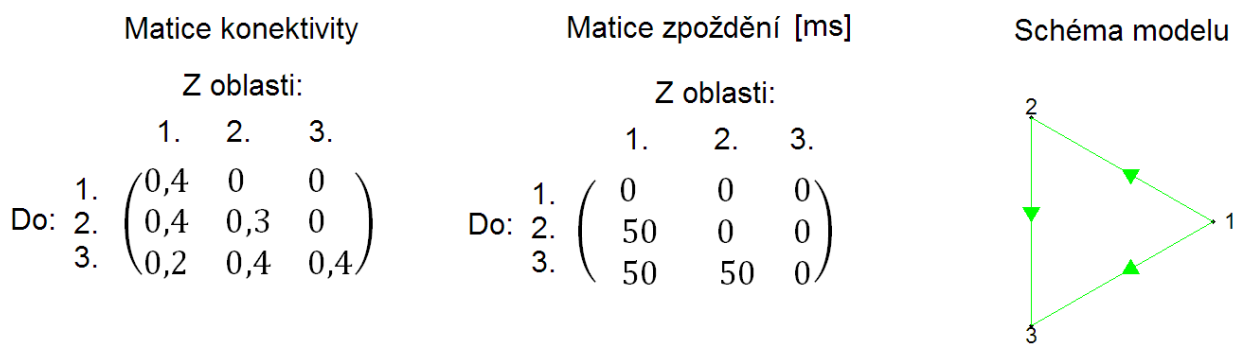 Matice konektivity
Z oblasti:
1. 2. 3.
Do:
1. 0,4 0 0
2. 0,4 0,3 0
3. 0,2 0,4 0,4
Matice zpoždění [ms]
Z oblasti:
1. 2. 3.
Do:
1. 0 0 0
2. 50 0 0
3. 50 50 0
Schéma modelu
2
1
3